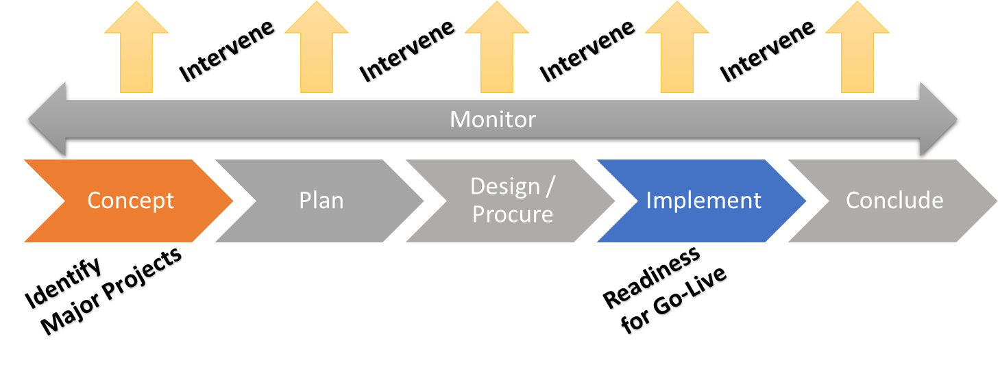 Intervene
Intervene
Intervene
Intervene
Monitor
Concept
Plan
Design /
Procure
Implement
Conclude
Identify
Major Projects
Readiness
for Go-Live